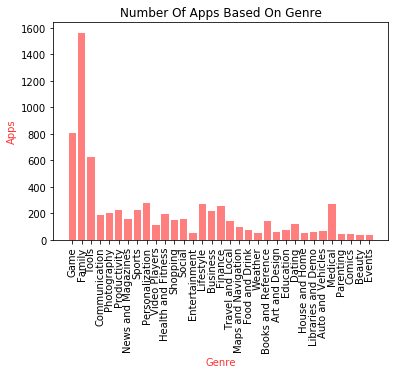 Number Of Apps Based On Genre
1600
1400
1200
1000
800
600
400
200
0
Apps
Game
Family
Tools
Communication
Photography
Productivity
News and Magazines
Sports
Personalization
Video Players
Health and Fitness
Shopping
Social
Entertainment
Lifestyle
Business
Finance
Travel and Local
Maps and Navigation
Food and Drink
Weather
Books and Reference
Art and Design
Education
Dating
House and Home
Libraries and Demo
Auto and Vehicles
Medical
Parenting
Comics
Beauty
Events
Genre